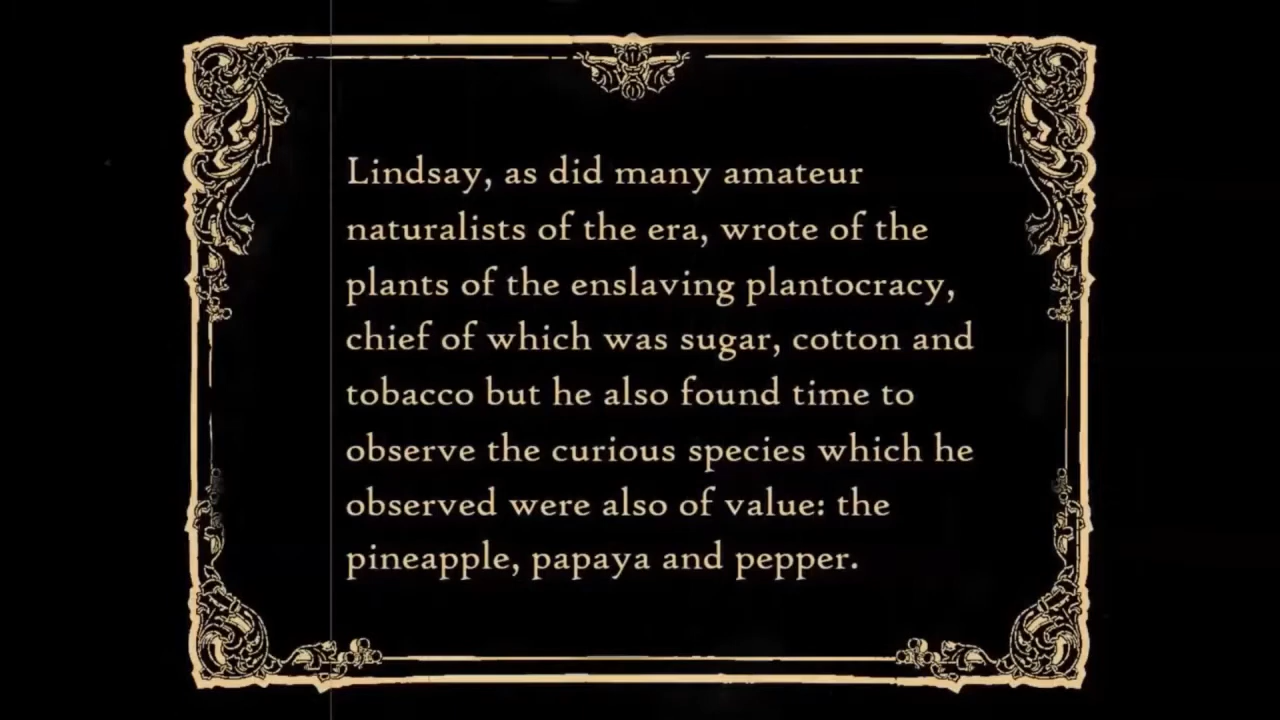 Lindsay, as did many amateur
naturalists of the era, wrote of the
plants of the enslaving plantocracy,
chief of which was sugar, cotton and
tobacco but he also found time to
observe the curious species which he
observed were also of value: the
pineapple, papaya and pepper.